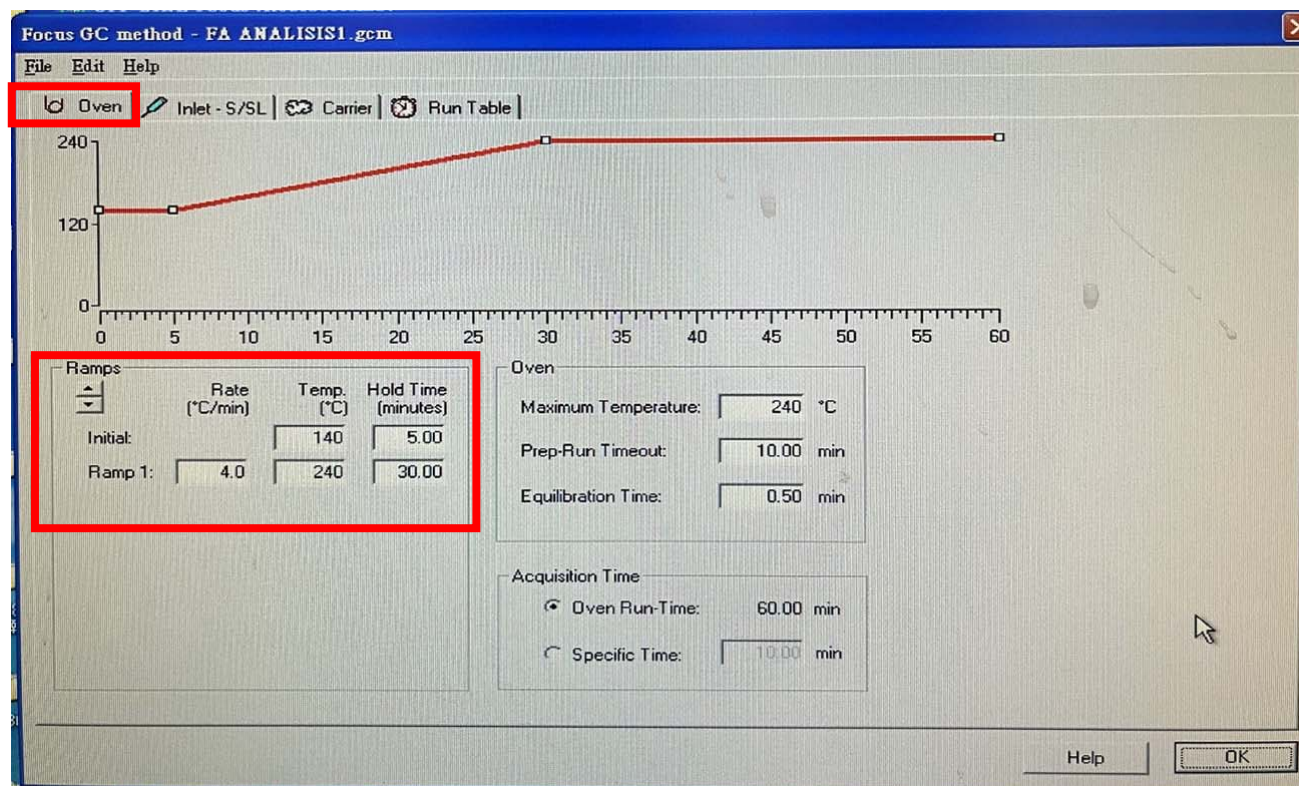 Focus GC method - FA ANALISIS1.gcm
File Edit Help
Oven Inlet - S/SL Carrier Run Table
240
120
0
0 5 10 15 20 25 30 35 40 45 50 55 60
Ramps
Rate Temp. Hold Time
(°C/min) (°C) (minutes)
Initial: 140 5.00
Ramp 1: 4.0 240 30.00
Oven
Maximum Temperature: 240 °C
Prep-Run Timeout: 10.00 min
Equilibration Time: 0.50 min
Acquisition Time
Oven Run-Time: 60.00 min
Specific Time: 10.00 min
Help OK